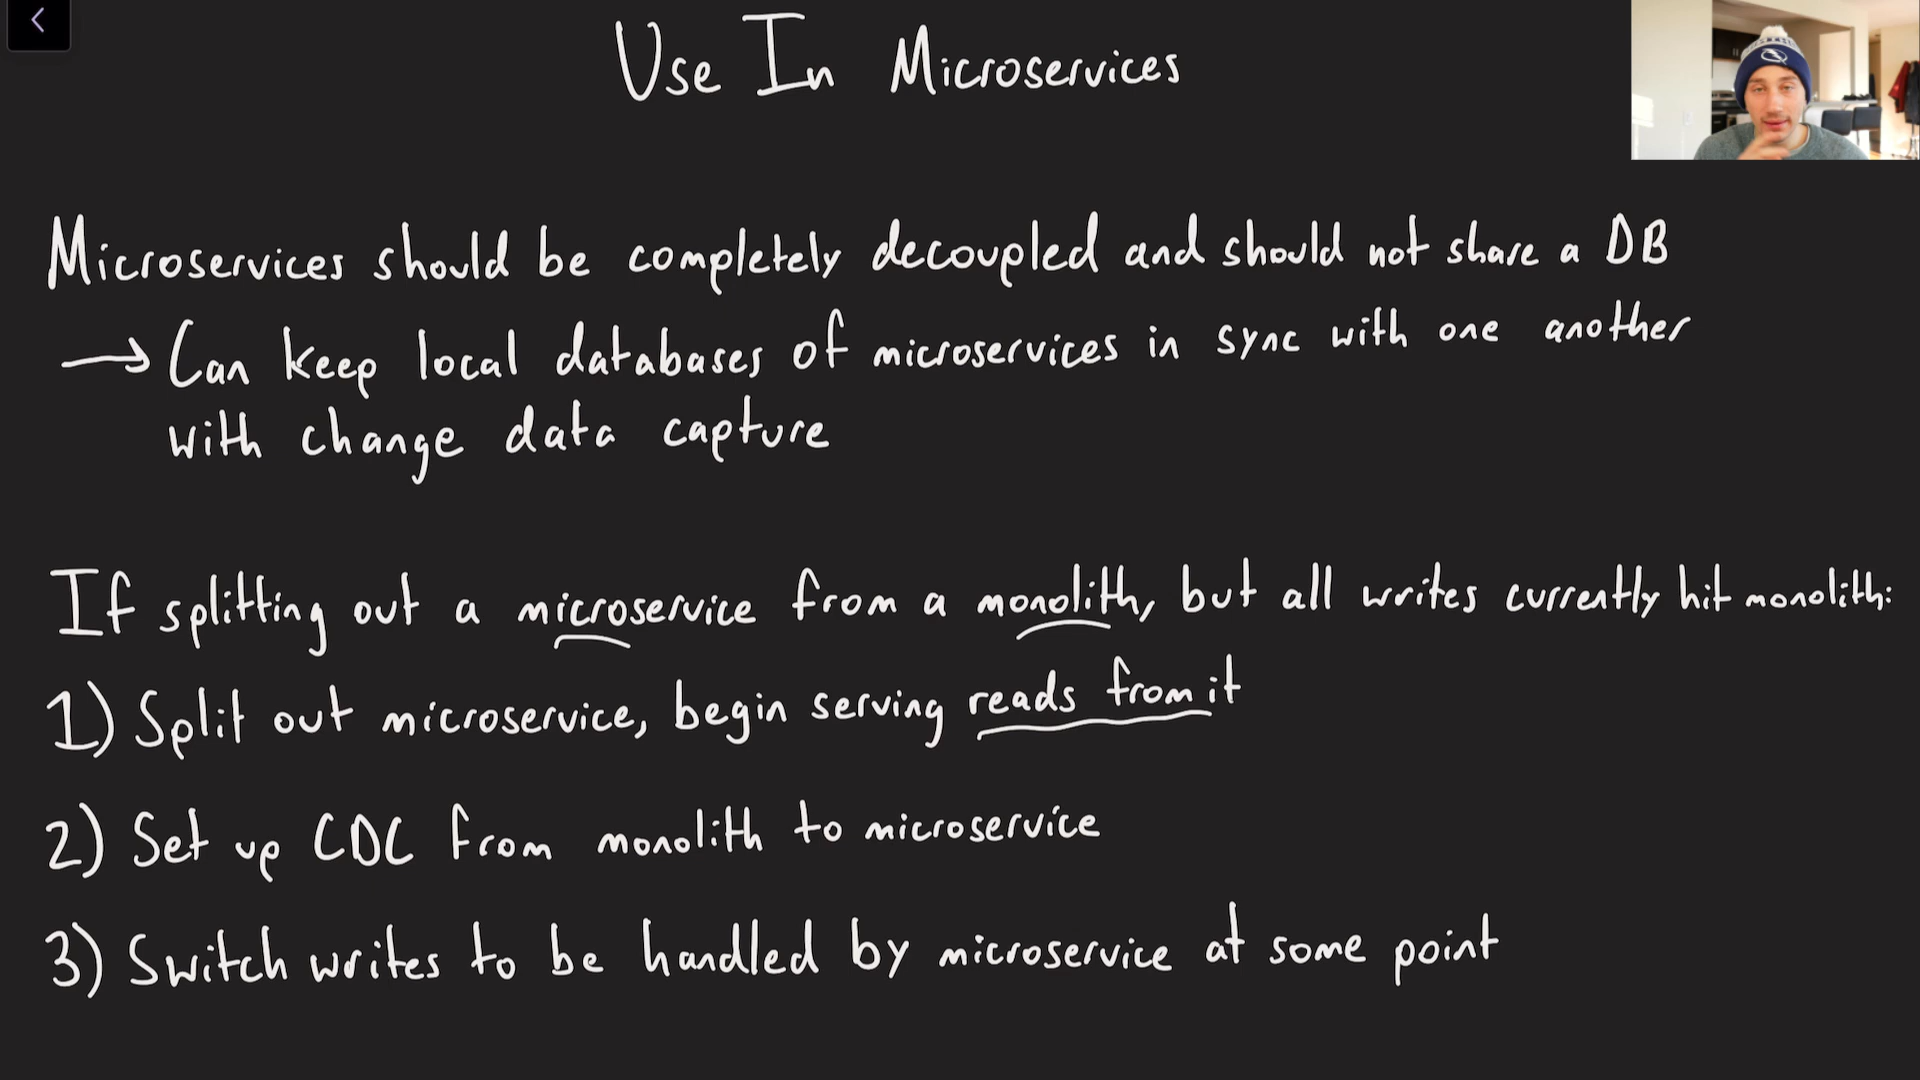 Use In Microservices
Microservices should be completely decoupled and should not share a DB
→ Can keep local databases of microservices in sync with one another
with change data capture
If splitting out a microservice from a monolith, but all writes currently hit monolith:
1) Split out microservice, begin serving reads from it
2) Set up CDC from monolith to microservice
3) Switch writes to be handled by microservice at some point